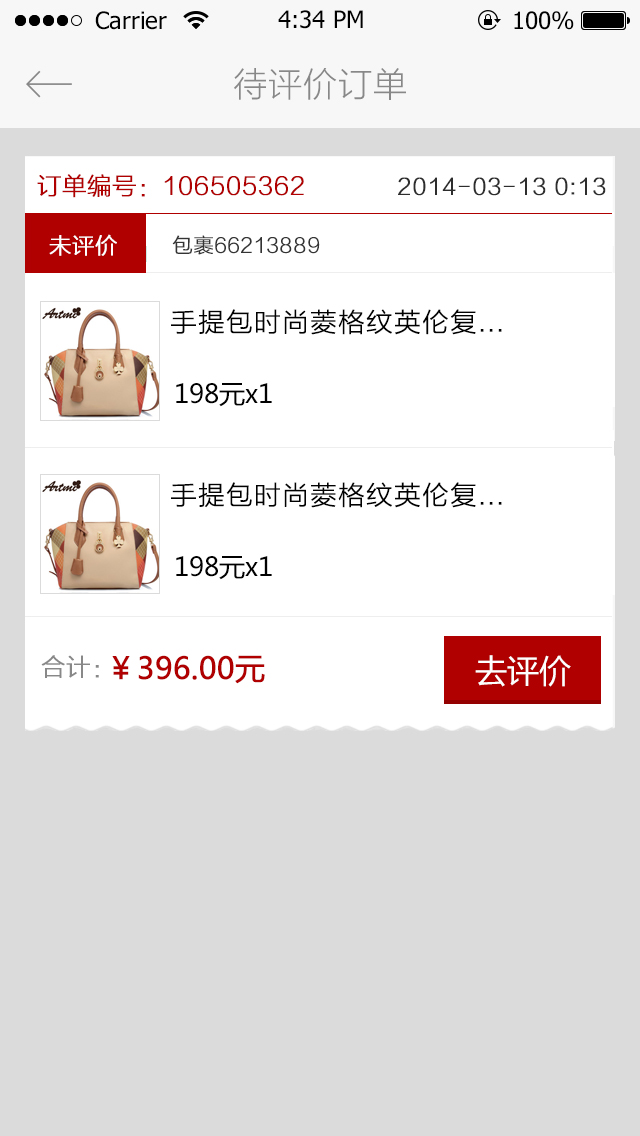 Carrier 4:34 PM 100%
待评价订单
订单编号：106505362 2014-03-13 0:13
未评价 包裹66213889
Artmi
手提包时尚菱格纹英伦复...
198元x1
Artmi
手提包时尚菱格纹英伦复...
198元x1
合计：¥ 396.00元 去评价